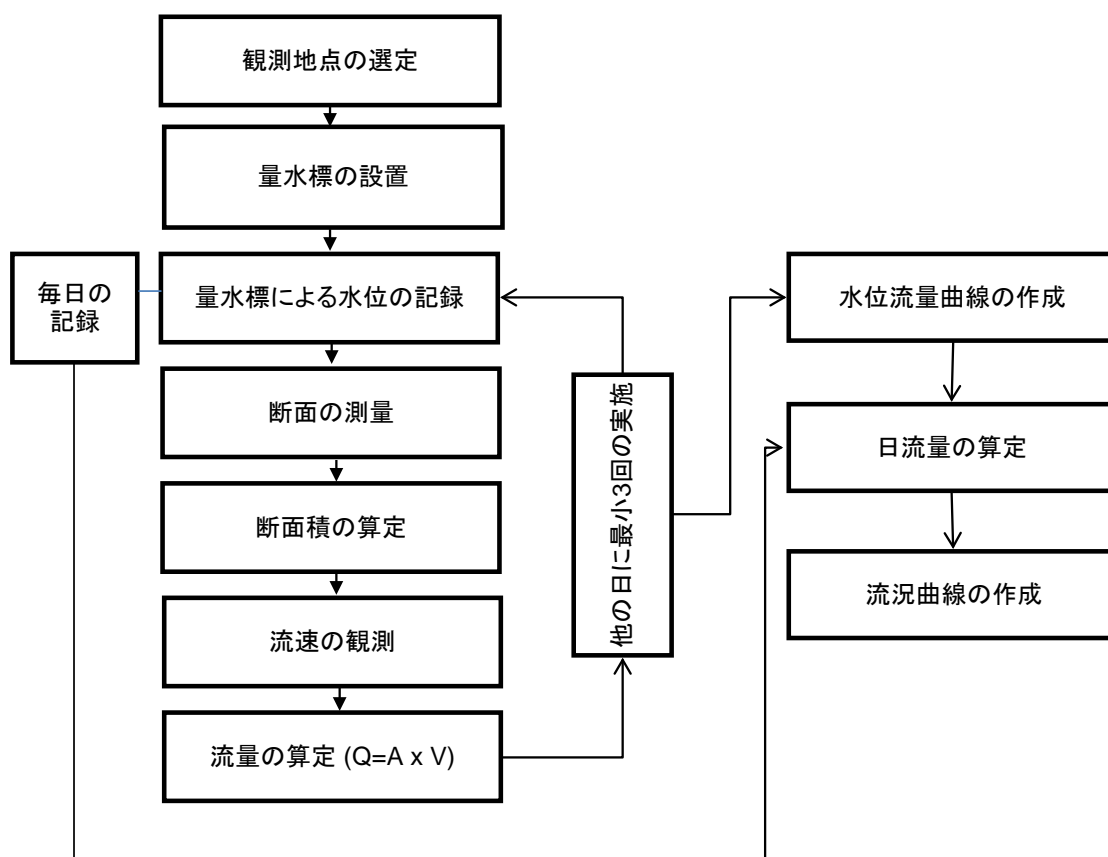 観測地点の選定
量水標の設置
毎日の
記録
量水標による水位の記録
断面の測量
断面積の算定
流速の観測
流量の算定 (Q=A x V)
他の日に最小3回の実施
水位流量曲線の作成
日流量の算定
流況曲線の作成